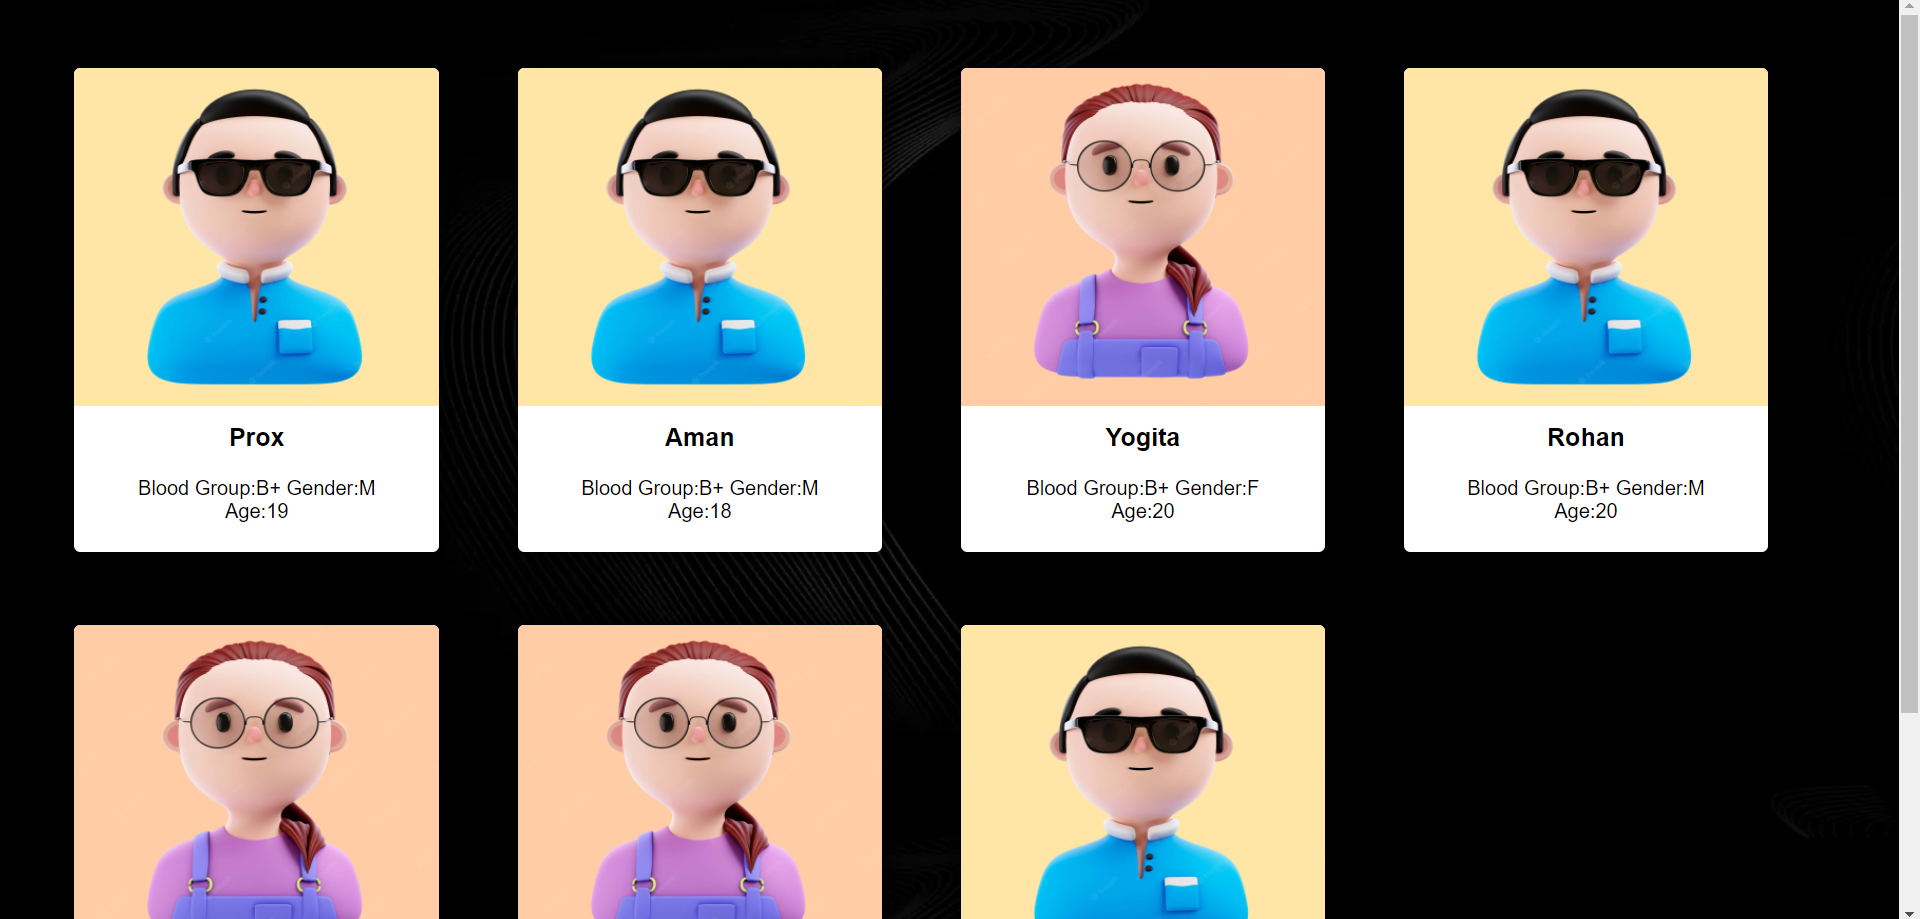 Prox
Blood Group:B+ Gender:M
Age:19
Aman
Blood Group:B+ Gender:M
Age:18
Yogita
Blood Group:B+ Gender:F
Age:20
Rohan
Blood Group:B+ Gender:M
Age:20